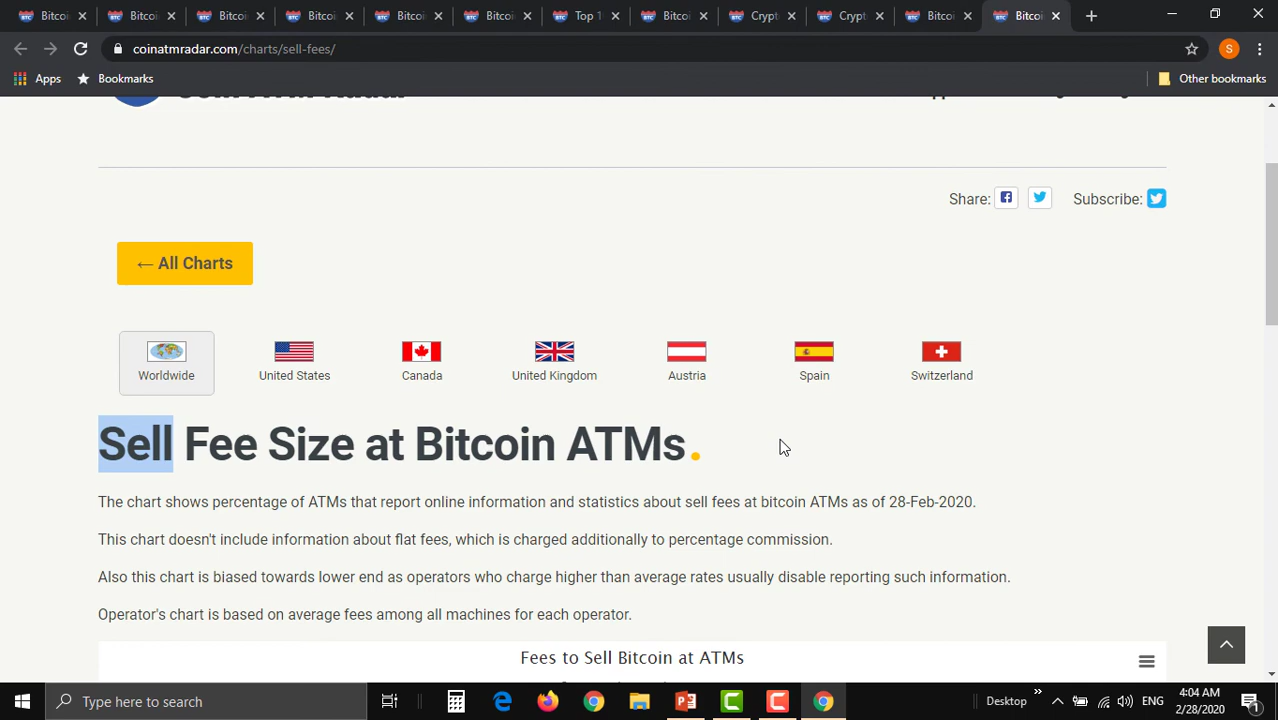 Bitcoi Bitcoi Bitcoi Bitcoi Bitcoi Bitcoi Top 1 Bitcoi Crypt Crypt Bitcoi Bitcoi
coinatmradar.com/charts/sell-fees/ S
Apps Bookmarks Other bookmarks
Share: Subscribe:
← All Charts
Worldwide United States Canada United Kingdom Austria Spain Switzerland
Sell Fee Size at Bitcoin ATMs.
The chart shows percentage of ATMs that report online information and statistics about sell fees at bitcoin ATMs as of 28-Feb-2020.
This chart doesn't include information about flat fees, which is charged additionally to percentage commission.
Also this chart is biased towards lower end as operators who charge higher than average rates usually disable reporting such information.
Operator's chart is based on average fees among all machines for each operator.
Fees to Sell Bitcoin at ATMs
Type here to search
Desktop
ENG
4:04 AM
2/28/2020